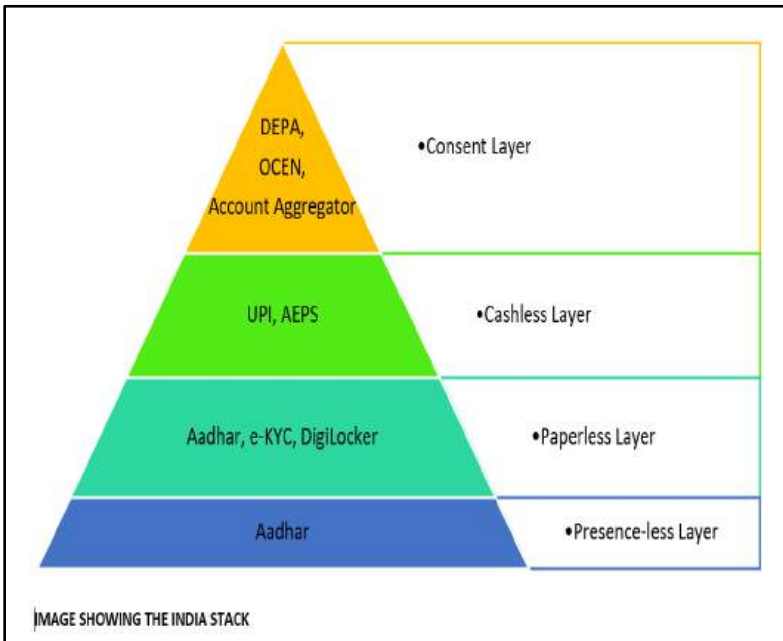 DEPA,
OCEN,
Account Aggregator
•Consent Layer
UPI, AEPS
•Cashless Layer
Aadhar, e-KYC, DigiLocker
•Paperless Layer
Aadhar
•Presence-less Layer
IMAGE SHOWING THE INDIA STACK